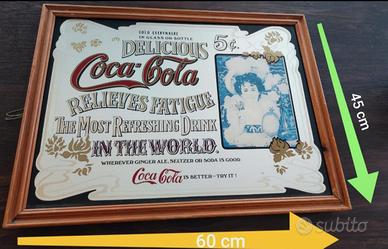 SOLD EVERYWHERE
IN GLASS OR BOTTLE
DELICIOUS 5¢
Coca-Cola
RELIEVES FATIGUE
THE MOST REFRESHING DRINK
IN THE WORLD.
WHEREVER GINGER ALE, SELTZER OR SODA IS GOOD
Coca-Cola IS BETTER - TRY IT!
45 cm
60 cm
subito